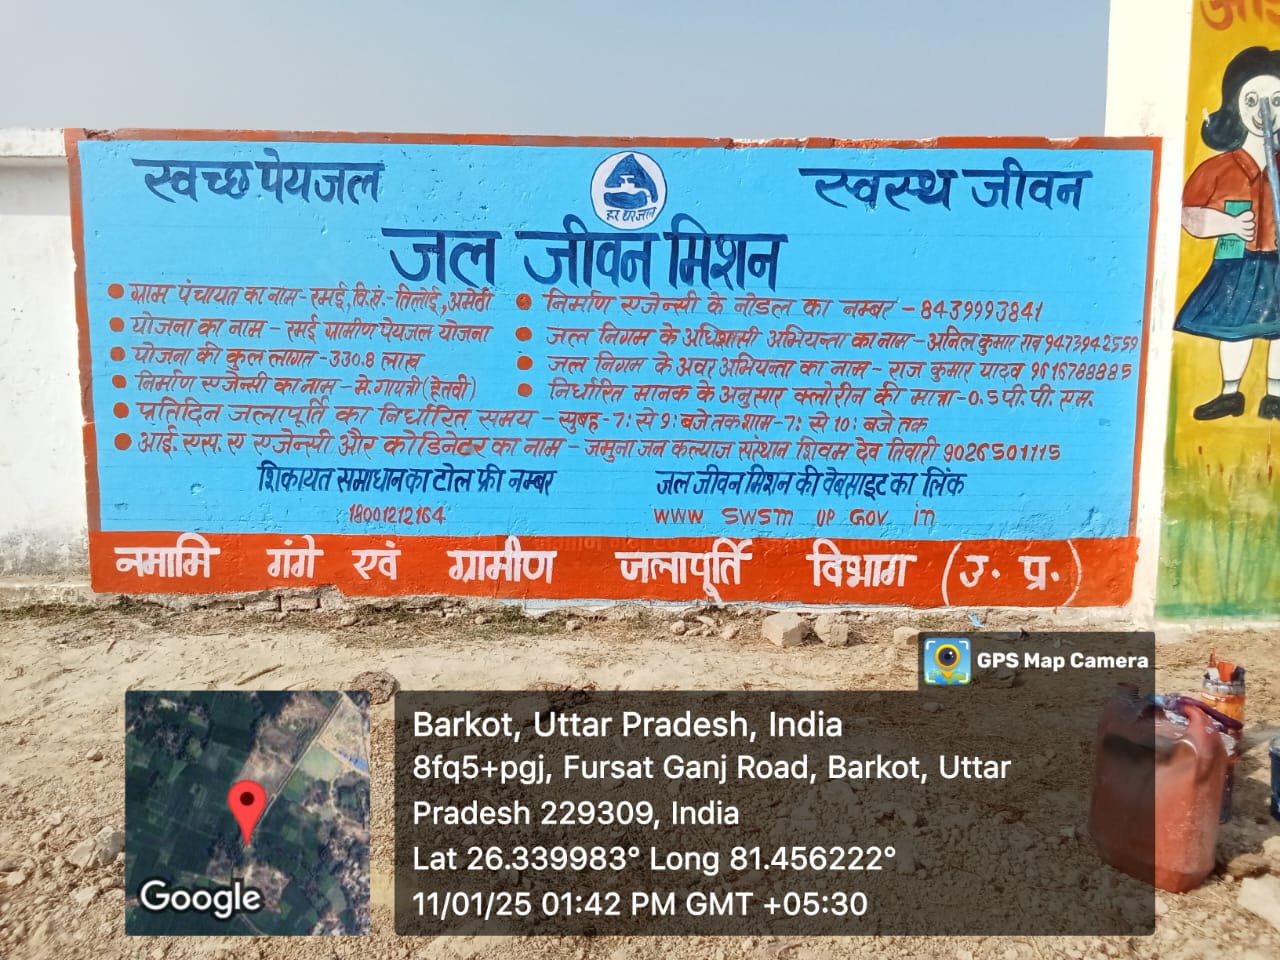 स्वच्छ पेयजल
हर घर जल
स्वस्थ जीवन
जल जीवन मिशन
ग्राम पंचायत का नाम - रमई, वि.खं.- तिलोई, अमेठी
योजना का नाम - रमई ग्रामीण पेयजल योजना
योजना की कुल लागत - 330.8 लाख
निर्माण एजेन्सी का नाम - मे. गायत्री (हेतवी)
निर्माण एजेन्सी के नोडल का नम्बर - 8439993841
जल निगम के अधिशासी अभियन्ता का नाम - अनिल कुमार राव 9473942559
जल निगम के अवर अभियन्ता का नाम - राज कुमार यादव 9616788885
निर्धारित मानक के अनुसार क्लोरीन की मात्रा - 0.5 पी. पी. एम.
प्रतिदिन जलापूर्ति का निर्धारित समय - सुबह - 7: से 9: बजे तक शाम - 7: से 10: बजे तक
आई. एस. ए एजेन्सी और कोडिनेटर का नाम - जमुना जन कल्याज संस्थान शिवम देव तिवारी 9026501115
शिकायत समाधान का टोल फ्री नम्बर
18001212164
जल जीवन मिशन की वेबसाइट का लिंक
www swsm up Gov in
नमामि गंगे एवं ग्रामीण जलापूर्ति विभाग (उ. प्र.)
GPS Map Camera
Barkot, Uttar Pradesh, India
8fq5+pgj, Fursat Ganj Road, Barkot, Uttar
Pradesh 229309, India
Lat 26.339983° Long 81.456222°
11/01/25 01:42 PM GMT +05:30
Google